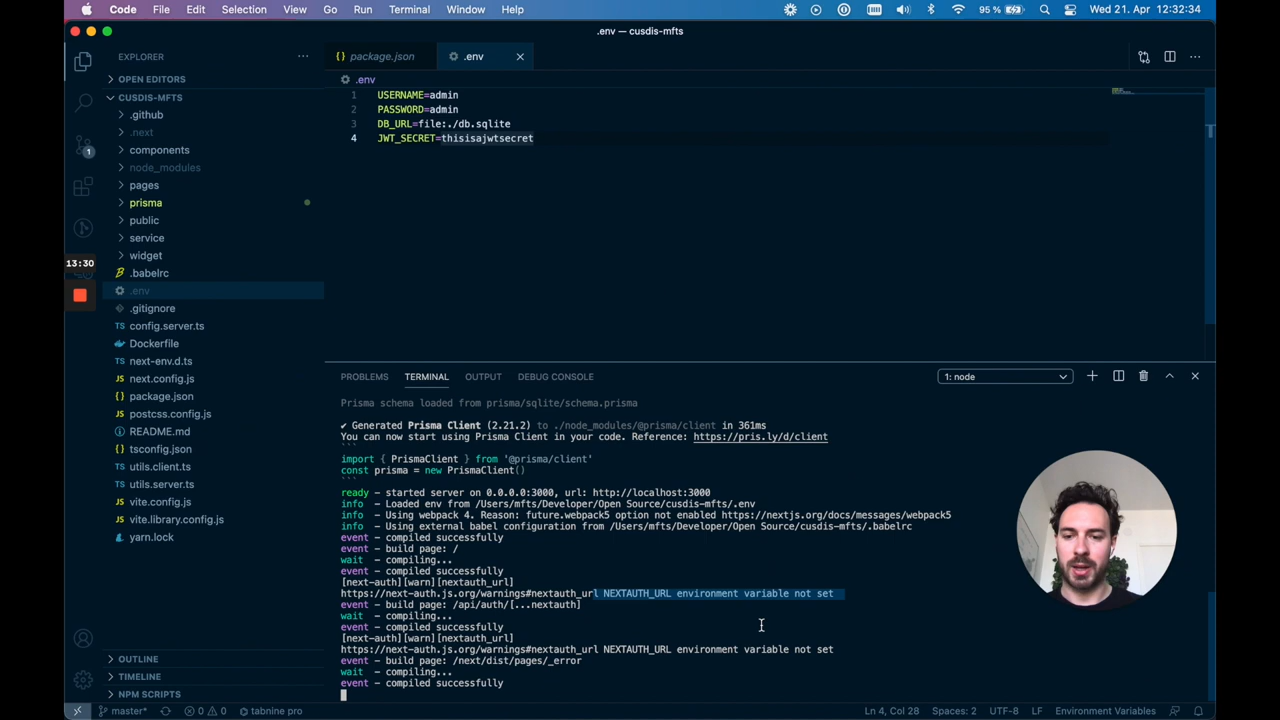 Code File Edit Selection View Go Run Terminal Window Help 95 % Wed 21. Apr 12:32:34
.env — cusdis-mfts
EXPLORER
package.json
.env
OPEN EDITORS
.env
CUSDIS-MFTS
.github
.next
components
node_modules
pages
prisma
public
service
widget
.babelrc
.env
.gitignore
config.server.ts
Dockerfile
next-env.d.ts
next.config.js
package.json
postcss.config.js
README.md
tsconfig.json
utils.client.ts
utils.server.ts
vite.config.js
vite.library.config.js
yarn.lock
OUTLINE
TIMELINE
NPM SCRIPTS
1
13:30
1 USERNAME=admin
2 PASSWORD=admin
3 DB_URL=file:./db.sqlite
4 JWT_SECRET=thisisajwtsecret
PROBLEMS TERMINAL OUTPUT DEBUG CONSOLE 1: node
Prisma schema loaded from prisma/sqlite/schema.prisma
✔ Generated Prisma Client (2.21.2) to ./node_modules/@prisma/client in 361ms
You can now start using Prisma Client in your code. Reference: https://pris.ly/d/client
```
import { PrismaClient } from '@prisma/client'
const prisma = new PrismaClient()
```
ready - started server on 0.0.0.0:3000, url: http://localhost:3000
info - Loaded env from /Users/mfts/Developer/Open Source/cusdis-mfts/.env
info - Using webpack 4. Reason: future.webpack5 option not enabled https://nextjs.org/docs/messages/webpack5
info - Using external babel configuration from /Users/mfts/Developer/Open Source/cusdis-mfts/.babelrc
event - compiled successfully
event - build page: /
wait - compiling...
event - compiled successfully
[next-auth][warn][nextauth_url]
https://next-auth.js.org/warnings#nextauth_url NEXTAUTH_URL environment variable not set
event - build page: /api/auth/[...nextauth]
wait - compiling...
event - compiled successfully
[next-auth][warn][nextauth_url]
https://next-auth.js.org/warnings#nextauth_url NEXTAUTH_URL environment variable not set
event - build page: /next/dist/pages/_error
wait - compiling...
event - compiled successfully
master* 0 0 tabnine pro Ln 4, Col 28 Spaces: 2 UTF-8 LF Environment Variables